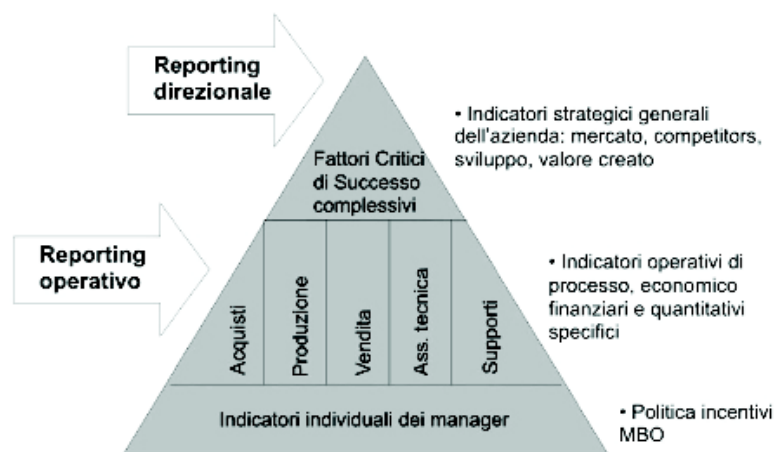 Reporting
direzionale
Fattori Critici
di Successo
complessivi
• Indicatori strategici generali
dell'azienda: mercato, competitors,
sviluppo, valore creato
Reporting
operativo
Acquisti
Produzione
Vendita
Ass. tecnica
Supporti
• Indicatori operativi di
processo, economico
finanziari e quantitativi
specifici
Indicatori individuali dei manager
• Politica incentivi
MBO